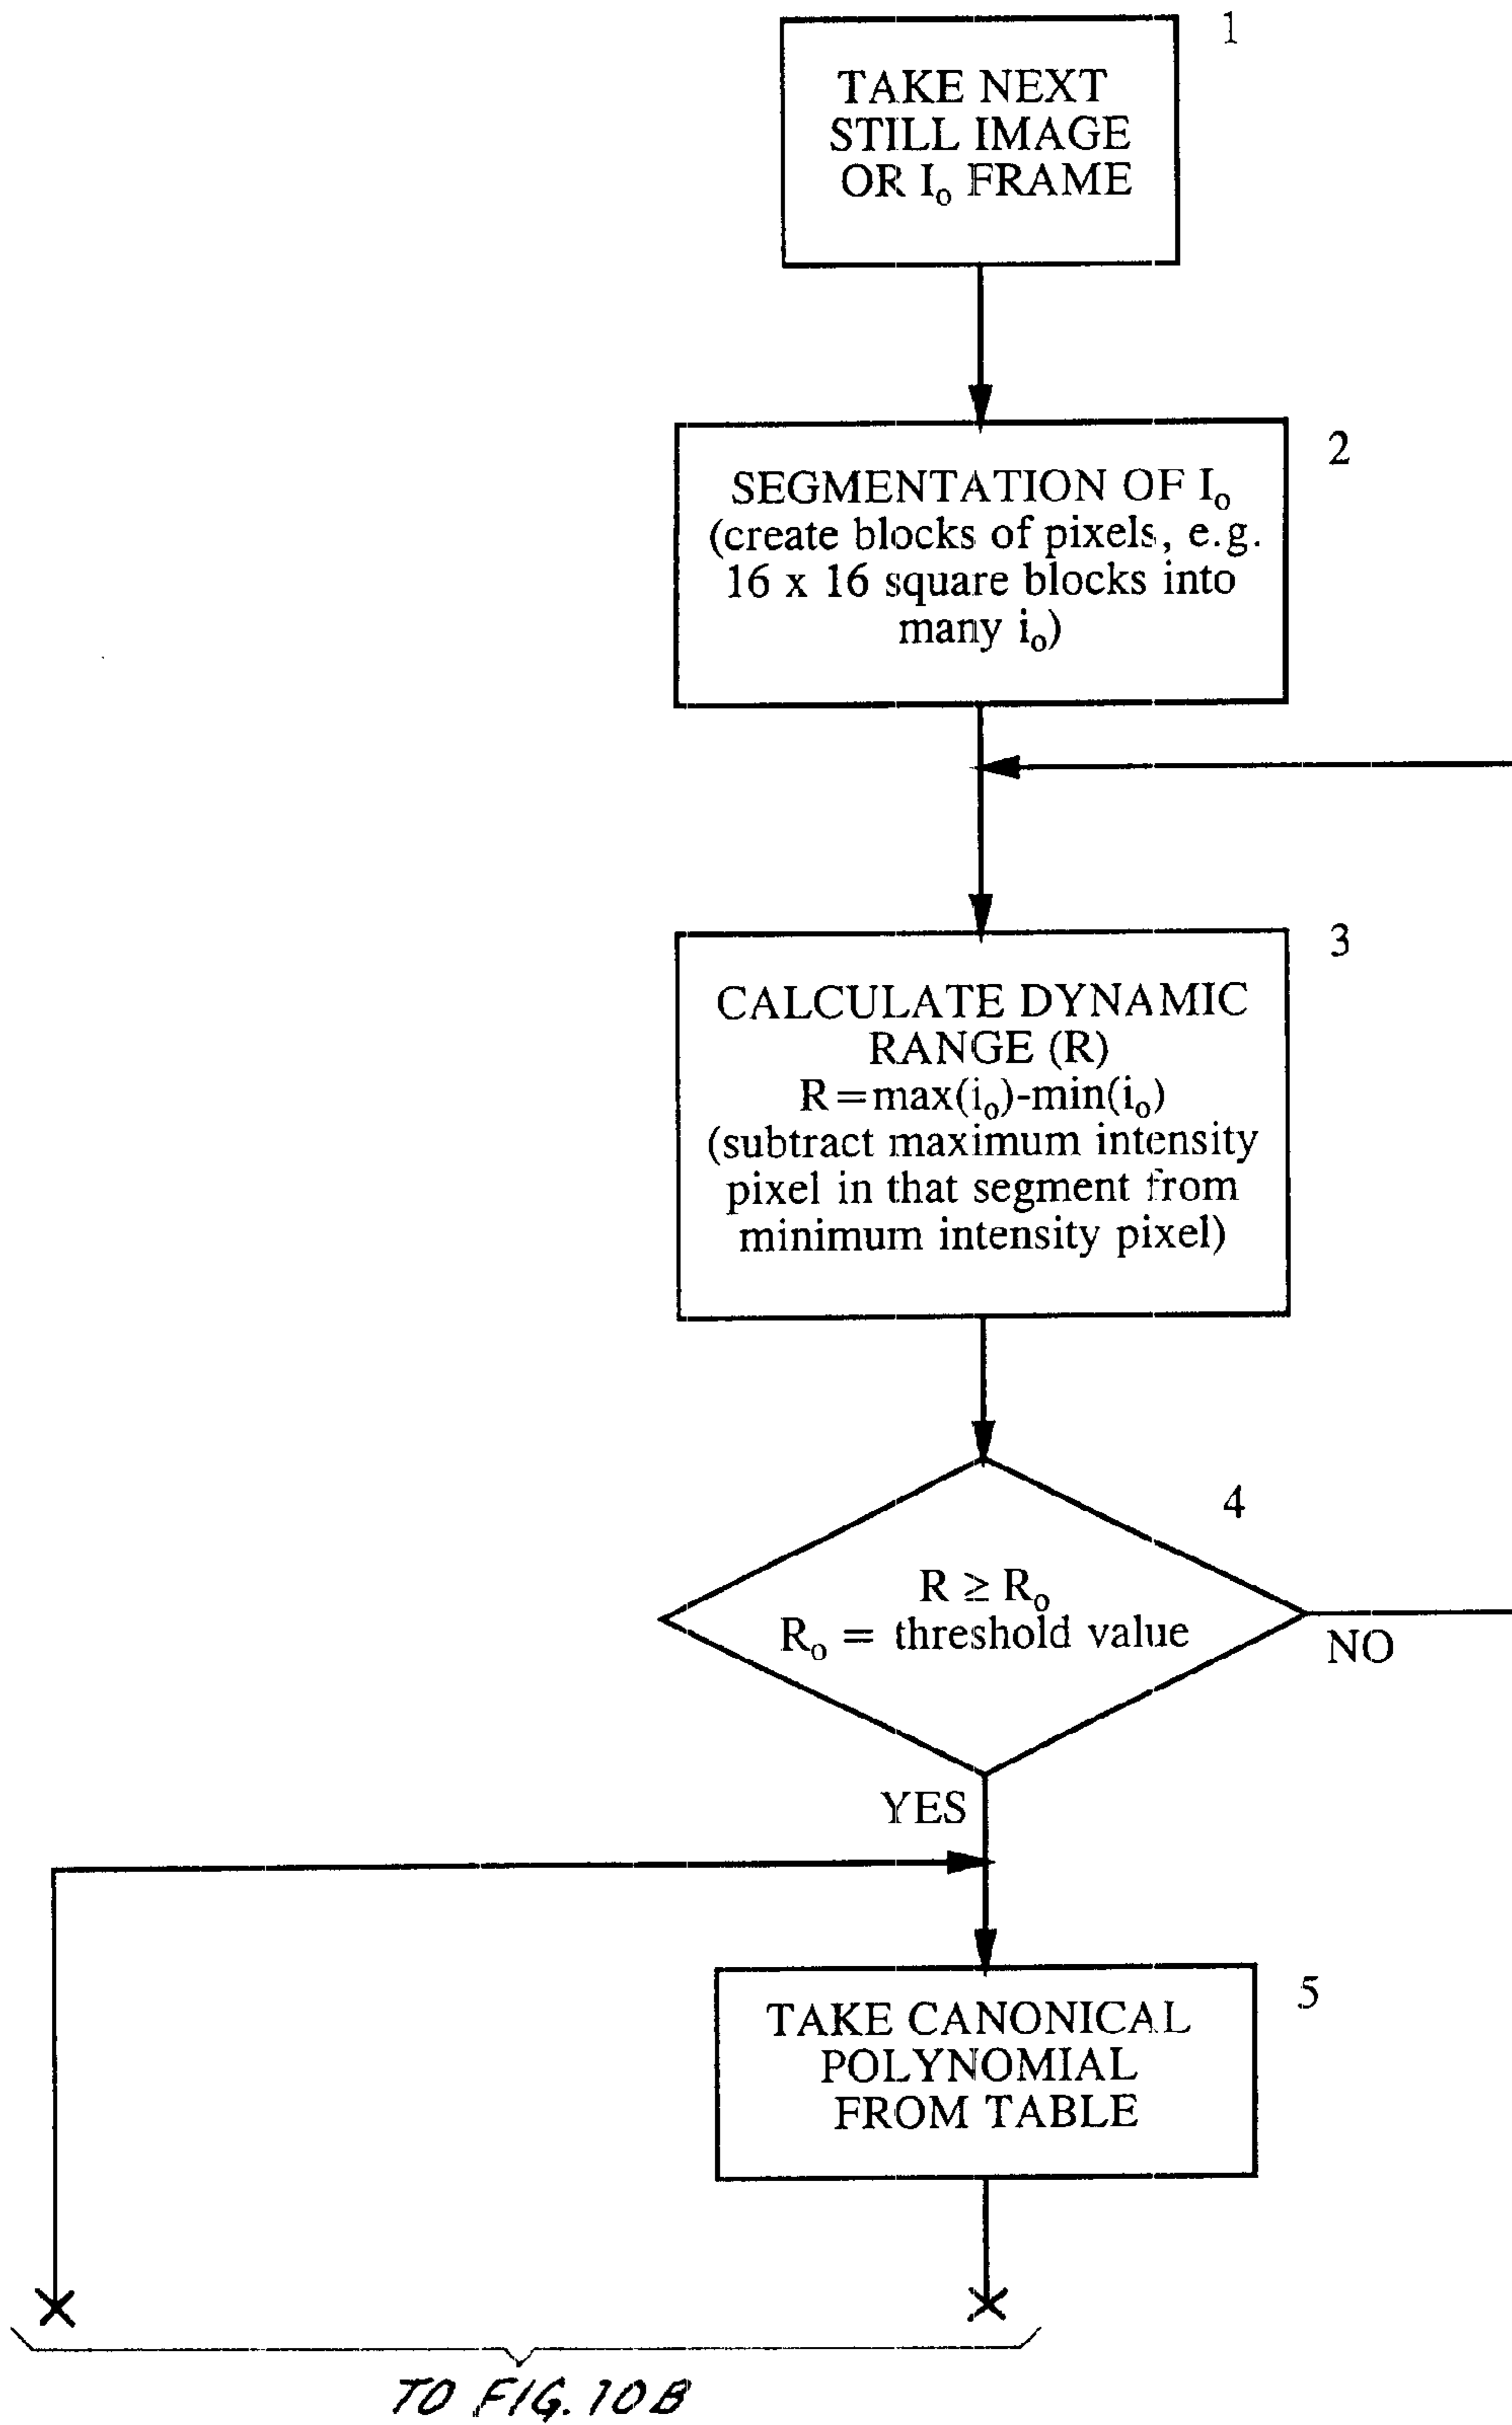 1
TAKE NEXT
STILL IMAGE
OR I₀ FRAME
2
SEGMENTATION OF I₀
(create blocks of pixels, e.g.
16 x 16 square blocks into
many i₀)
3
CALCULATE DYNAMIC
RANGE (R)
R=max(i₀)-min(i₀)
(subtract maximum intensity
pixel in that segment from
minimum intensity pixel)
4
R ≥ R₀
R₀ = threshold value
NO
YES
5
TAKE CANONICAL
POLYNOMIAL
FROM TABLE
TO FIG. 10B